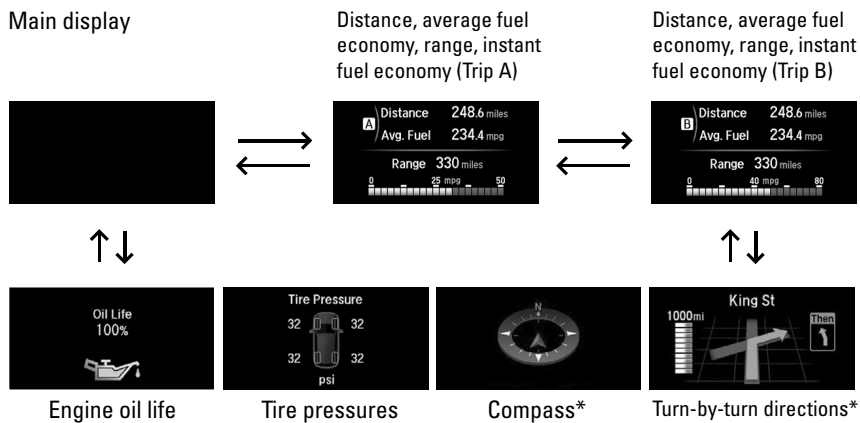 Main display
Distance, average fuel
economy, range, instant
fuel economy (Trip A)
Distance, average fuel
economy, range, instant
fuel economy (Trip B)
A Distance 248.6 miles
Avg. Fuel 234.4 mpg
Range 330 miles
0 25 mpg 50
B Distance 248.6 miles
Avg. Fuel 234.4 mpg
Range 330 miles
0 40 mpg 80
Oil Life
100%
Engine oil life
Tire Pressure
32 32
32 32
psi
Tire pressures
N
Compass*
King St
1000mi
Then
Turn-by-turn directions*